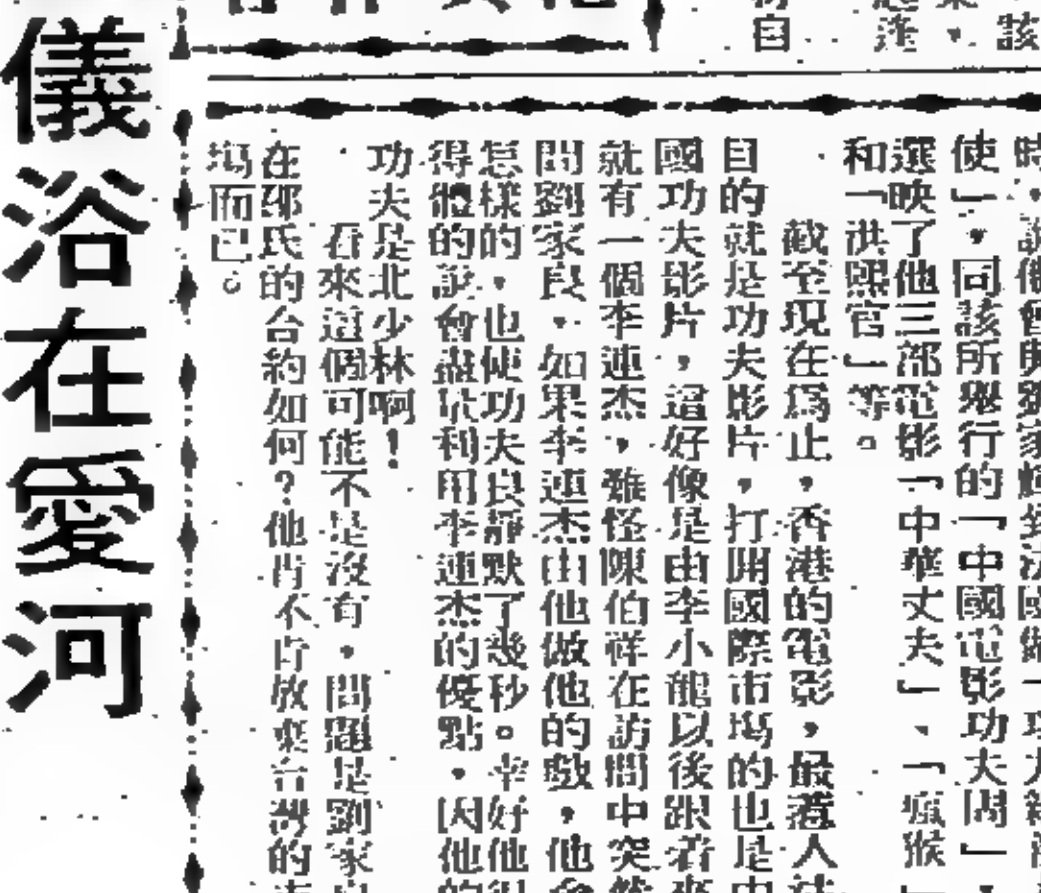 使」，同該所舉行的「中國電影功夫周」，
選映了他三部電影「中華丈夫」、「瘋猴」
和「洪熙官」等。
截至現在為止，香港的電影，最惹人
目的就是功夫影片，打開國際市場的也是中
國功夫影片，這好像是由李小龍以後跟着來
就有一個李連杰，難怪陳伯祥在訪問中突然
問劉家良，如果李連杰由他做他的戲，他會
怎樣的，也使功夫良靜默了幾秒。幸好他很
得體的說會盡量利用李連杰的優點，因他的
功夫是北少林啊！
看來這個可能不是沒有，問題是劉家良
在邵氏的合約如何？他肯不肯放棄台灣的市
場而已。
儀浴在愛河